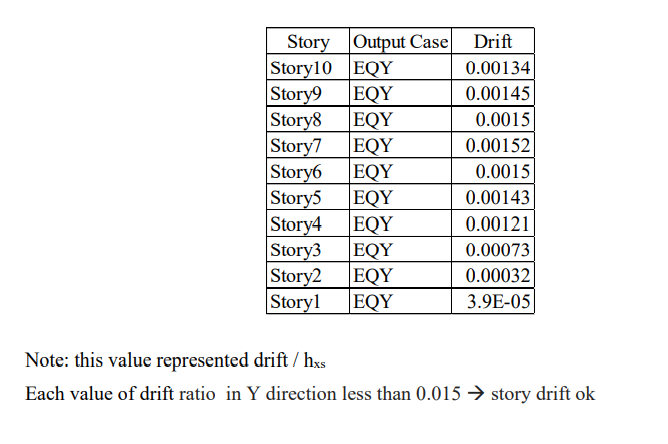 Story Output Case Drift
Story10 EQY 0.00134
Story9 EQY 0.00145
Story8 EQY 0.0015
Story7 EQY 0.00152
Story6 EQY 0.0015
Story5 EQY 0.00143
Story4 EQY 0.00121
Story3 EQY 0.00073
Story2 EQY 0.00032
Story1 EQY 3.9E-05
Note: this value represented drift / hxs
Each value of drift ratio in Y direction less than 0.015 → story drift ok